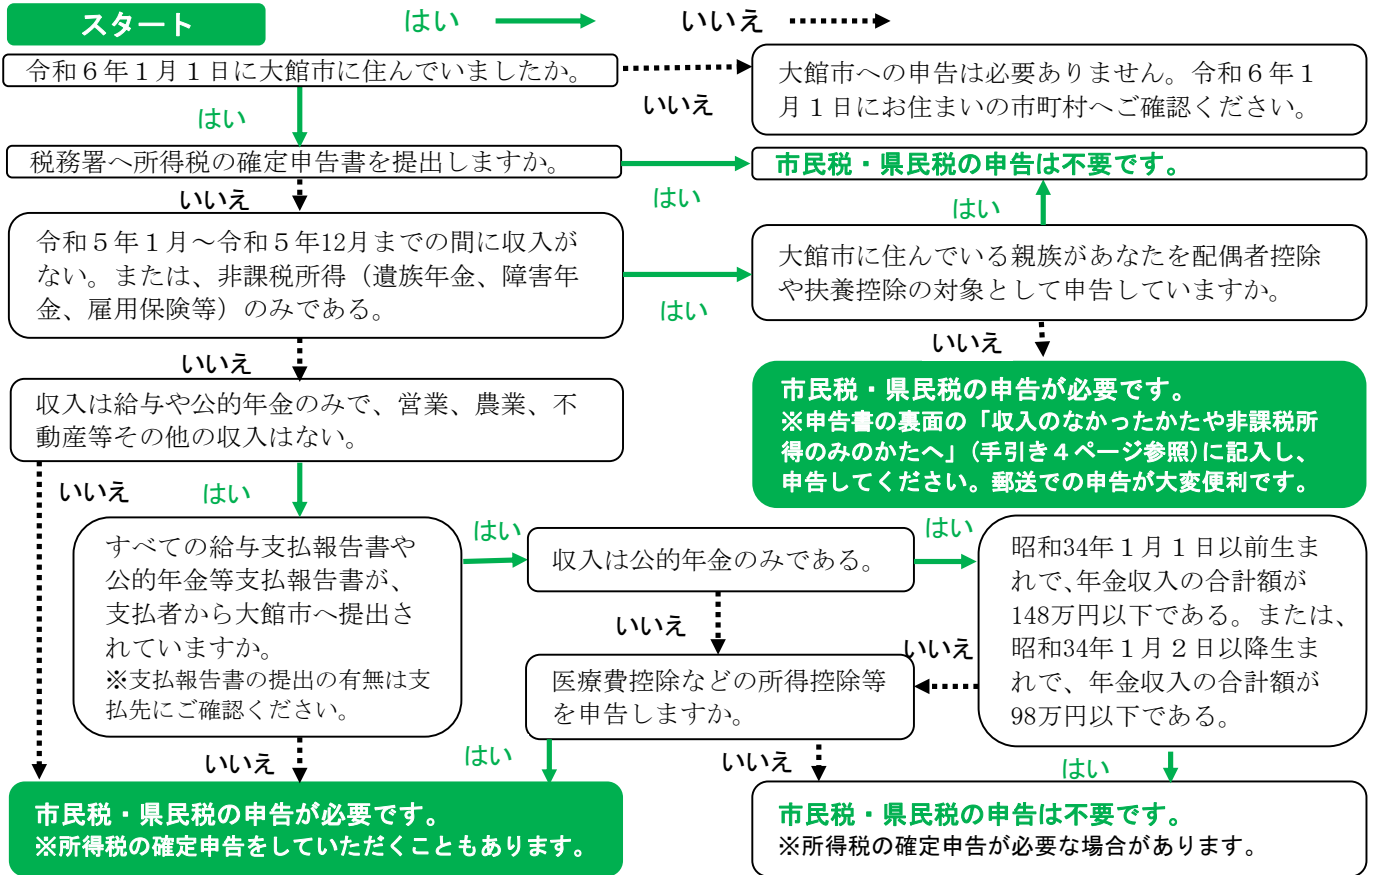 スタート
はい
いいえ
令和６年１月１日に大館市に住んでいましたか。
いいえ
大館市への申告は必要ありません。令和６年１
月１日にお住まいの市町村へご確認ください。
はい
税務署へ所得税の確定申告書を提出しますか。
はい
市民税・県民税の申告は不要です。
いいえ
はい
令和５年１月～令和５年12月までの間に収入が
ない。または、非課税所得（遺族年金、障害年
金、雇用保険等）のみである。
はい
大館市に住んでいる親族があなたを配偶者控除
や扶養控除の対象として申告していますか。
いいえ
いいえ
市民税・県民税の申告が必要です。
※申告書の裏面の「収入のなかったかたや非課税所
得のみのかたへ」（手引き４ページ参照）に記入し、
申告してください。郵送での申告が大変便利です。
収入は給与や公的年金のみで、営業、農業、不
動産等その他の収入はない。
いいえ
はい
すべての給与支払報告書や
公的年金等支払報告書が、
支払者から大館市へ提出さ
れていますか。
※支払報告書の提出の有無は支
払先にご確認ください。
はい
収入は公的年金のみである。
はい
昭和34年１月１日以前生ま
れで、年金収入の合計額が
148万円以下である。または、
昭和34年１月２日以降生ま
れで、年金収入の合計額が
98万円以下である。
いいえ
いいえ
医療費控除などの所得控除等
を申告しますか。
いいえ
はい
いいえ
はい
市民税・県民税の申告が必要です。
※所得税の確定申告をしていただくこともあります。
市民税・県民税の申告は不要です。
※所得税の確定申告が必要な場合があります。